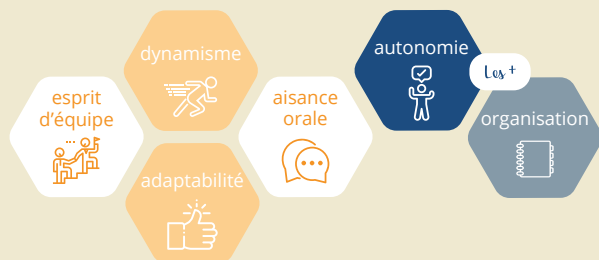 dynamisme
autonomie
Les +
esprit
d'équipe
aisance
orale
organisation
adaptabilité